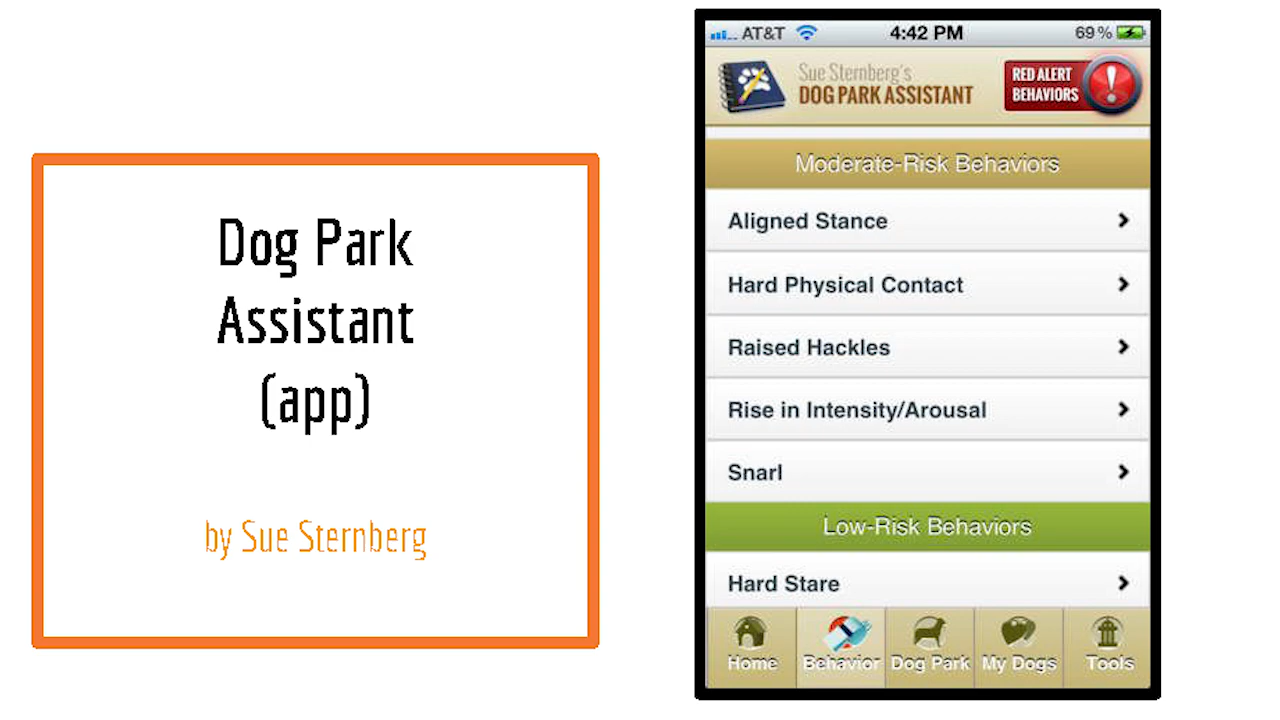 Dog Park
Assistant
(app)
by Sue Sternberg
AT&T 4:42 PM 69%
Sue Sternberg's
DOG PARK ASSISTANT
RED ALERT
BEHAVIORS
Moderate-Risk Behaviors
Aligned Stance
Hard Physical Contact
Raised Hackles
Rise in Intensity/Arousal
Snarl
Low-Risk Behaviors
Hard Stare
Home Behavior Dog Park My Dogs Tools